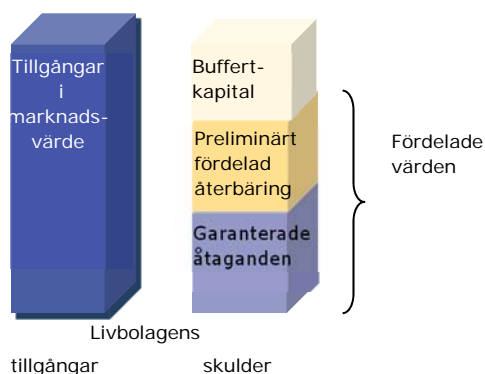 Tillgångar
i
marknads-
värde
Buffert-
kapital
Preliminärt
fördelad
återbäring
Garanterade
åtaganden
Fördelade
värden
Livbolagens
tillgångar skulder